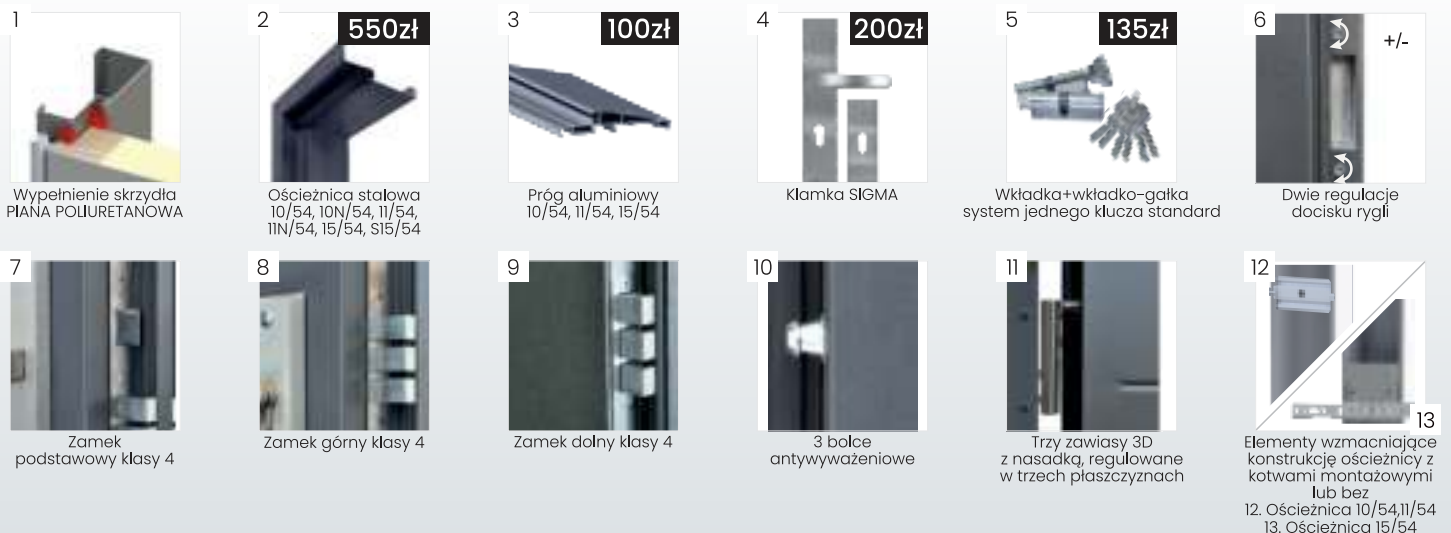 1
Wypełnienie skrzydła
PIANA POLIURETANOWA
2
550zł
Ościeżnica stalowa
10/54, 10N/54, 11/54,
11N/54, 15/54, S15/54
3
100zł
Próg aluminiowy
10/54, 11/54, 15/54
4
200zł
Klamka SIGMA
5
135zł
Wkładka+wkładko-gałka
system jednego klucza standard
6
+/-
Dwie regulacje
docisku rygli
7
Zamek
podstawowy klasy 4
8
Zamek górny klasy 4
9
Zamek dolny klasy 4
10
3 bolce
antywyważeniowe
11
Trzy zawiasy 3D
z nasadką, regulowane
w trzech płaszczyznach
12
13
Elementy wzmacniające
konstrukcję ościeżnicy z
kotwami montażowymi
lub bez
12. Ościeżnica 10/54,11/54
13. Ościeżnica 15/54